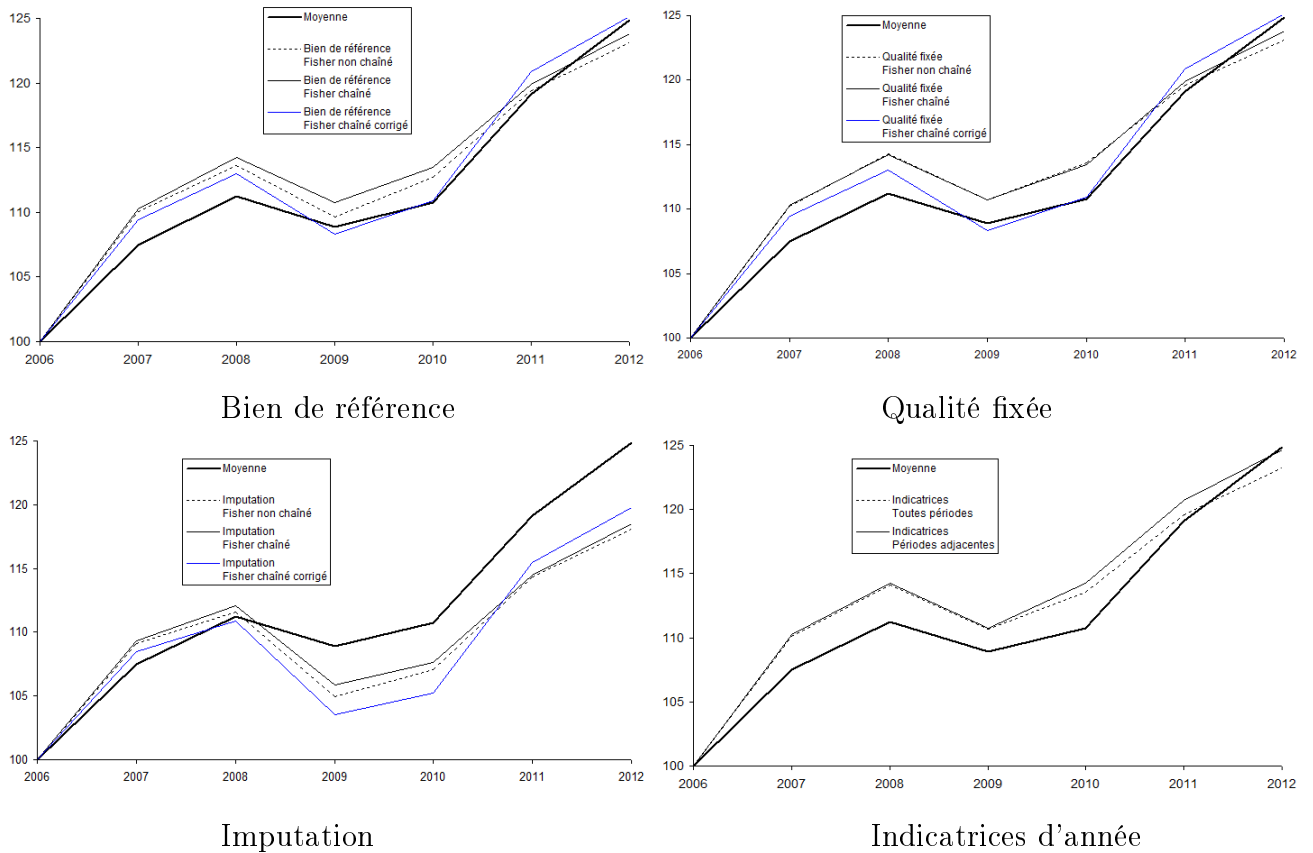 125
120
115
110
105
100
Moyenne
Bien de référence
Fisher non chaîné
Bien de référence
Fisher chaîné
Bien de référence
Fisher chaîné corrigé
2006 2007 2008 2009 2010 2011 2012
Bien de référence
125
120
115
110
105
100
Moyenne
Qualité fixée
Fisher non chaîné
Qualité fixée
Fisher chaîné
Qualité fixée
Fisher chaîné corrigé
2006 2007 2008 2009 2010 2011 2012
Qualité fixée
125
120
115
110
105
100
Moyenne
Imputation
Fisher non chaîné
Imputation
Fisher chaîné
Imputation
Fisher chaîné corrigé
2006 2007 2008 2009 2010 2011 2012
Imputation
125
120
115
110
105
100
Moyenne
Indicatrices
Toutes périodes
Indicatrices
Périodes adjacentes
2006 2007 2008 2009 2010 2011 2012
Indicatrices d'année